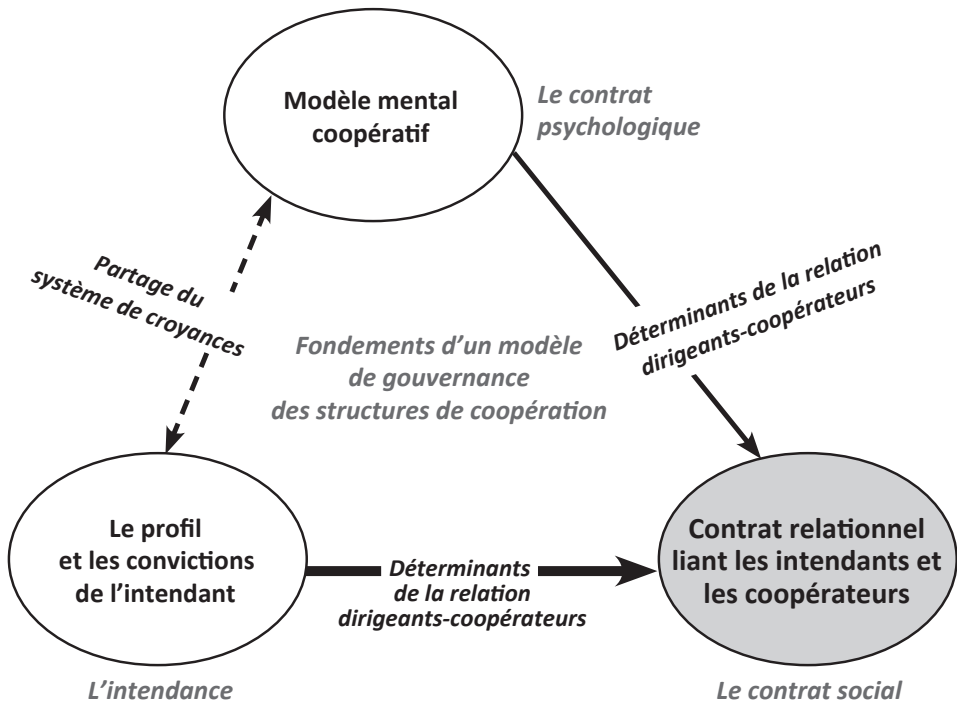 Modèle mental
coopératif
Le contrat
psychologique
Partage du
système de croyances
Déterminants de la relation
dirigeants-coopérateurs
Fondements d’un modèle
de gouvernance
des structures de coopération
Le profil
et les convictions
de l’intendant
Déterminants
de la relation
dirigeants-coopérateurs
Contrat relationnel
liant les intendants et
les coopérateurs
L’intendance
Le contrat social